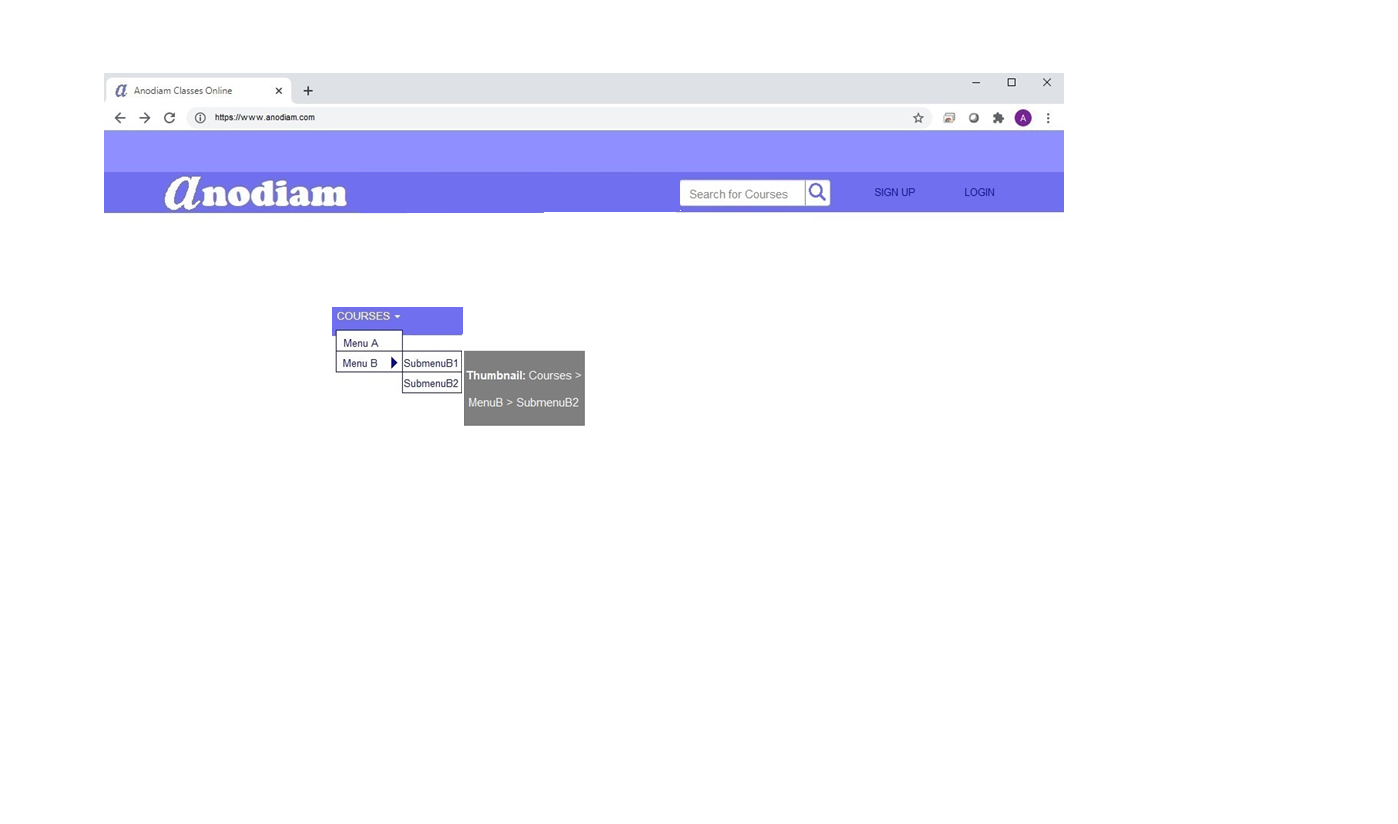 a Anodiam Classes Online
https://www.anodiam.com
A
anodiam
Search for Courses
SIGN UP
LOGIN
COURSES
Menu A
Menu B
SubmenuB1
SubmenuB2
Thumbnail: Courses >
MenuB > SubmenuB2